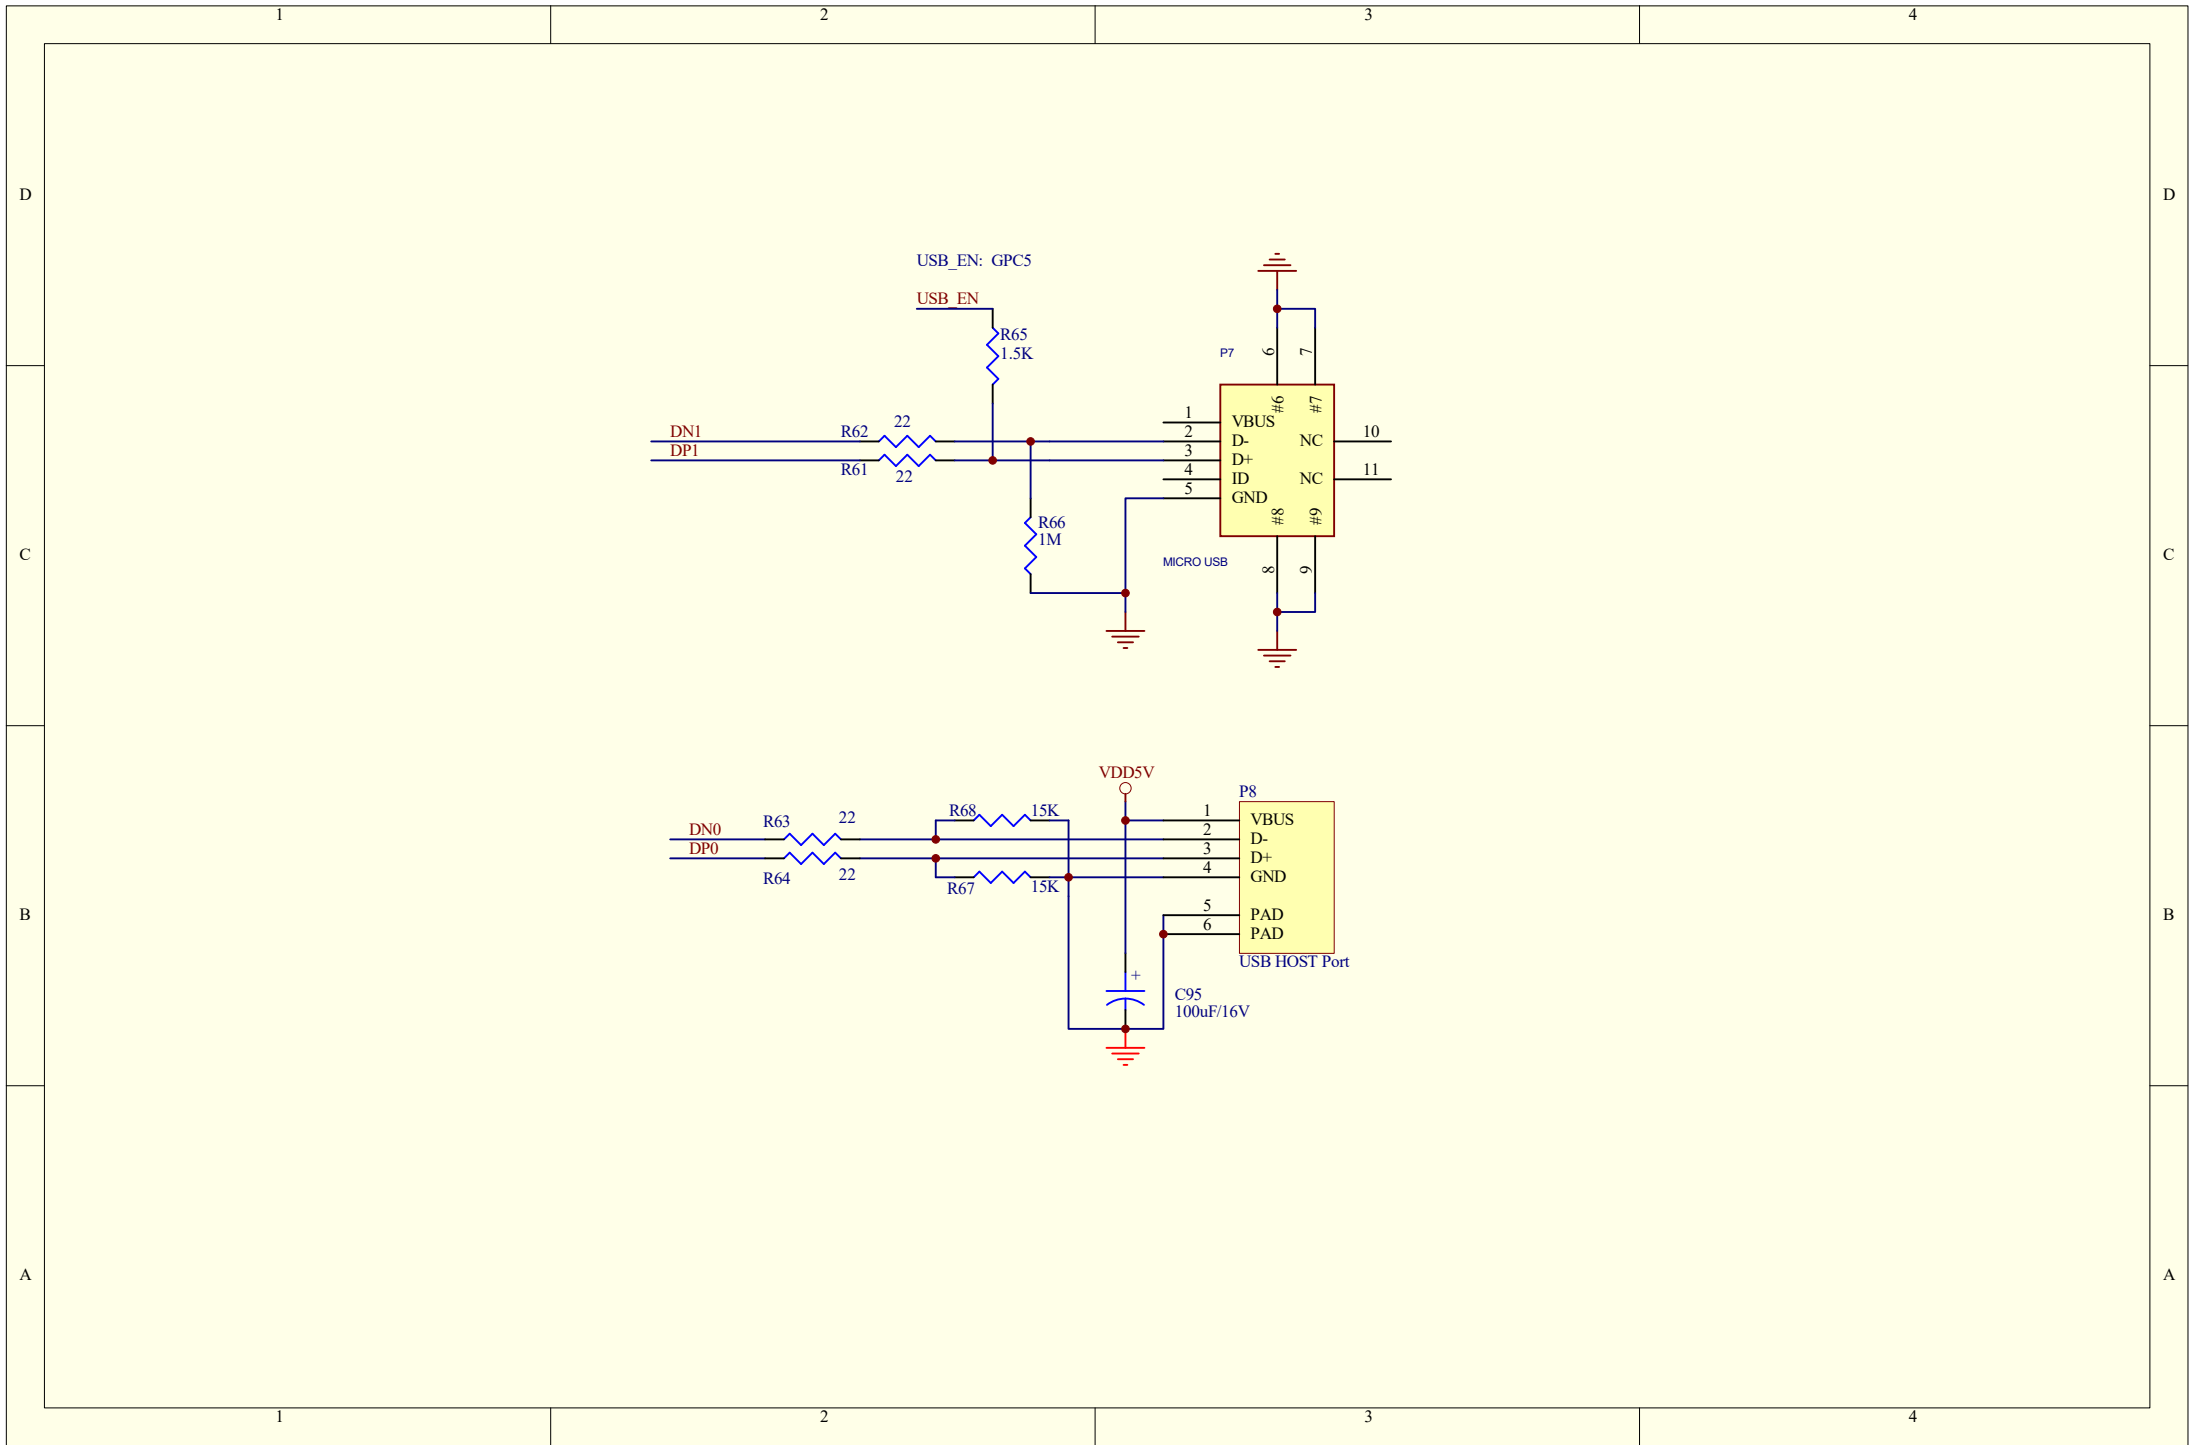 1 2 3 4
D D
USB_EN: GPC5
USB_EN
R65
1.5K
P7
6 7
#6 #7
1 VBUS
DN1 R62 22 2 D- NC 10
DP1 R61 22 3 D+
4 ID NC 11
5 GND
#8 #9
R66
1M
C C
MICRO USB
8 9
VDD5V
P8
R68 15K 1 VBUS
DN0 R63 22 2 D-
DP0 R64 22 3 D+
R67 15K 4 GND
5 PAD
B B
6 PAD
USB HOST Port
+
C95
100uF/16V
A A
1 2 3 4